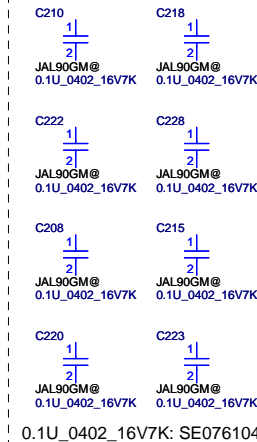 C210 C218
1 1
2 2
JAL90GM@ JAL90GM@
0.1U_0402_16V7K 0.1U_0402_16V7K
C222 C228
1 1
2 2
JAL90GM@ JAL90GM@
0.1U_0402_16V7K 0.1U_0402_16V7K
C208 C215
1 1
2 2
JAL90GM@ JAL90GM@
0.1U_0402_16V7K 0.1U_0402_16V7K
C220 C223
1 1
2 2
JAL90GM@ JAL90GM@
0.1U_0402_16V7K 0.1U_0402_16V7K
0.1U_0402_16V7K: SE076104